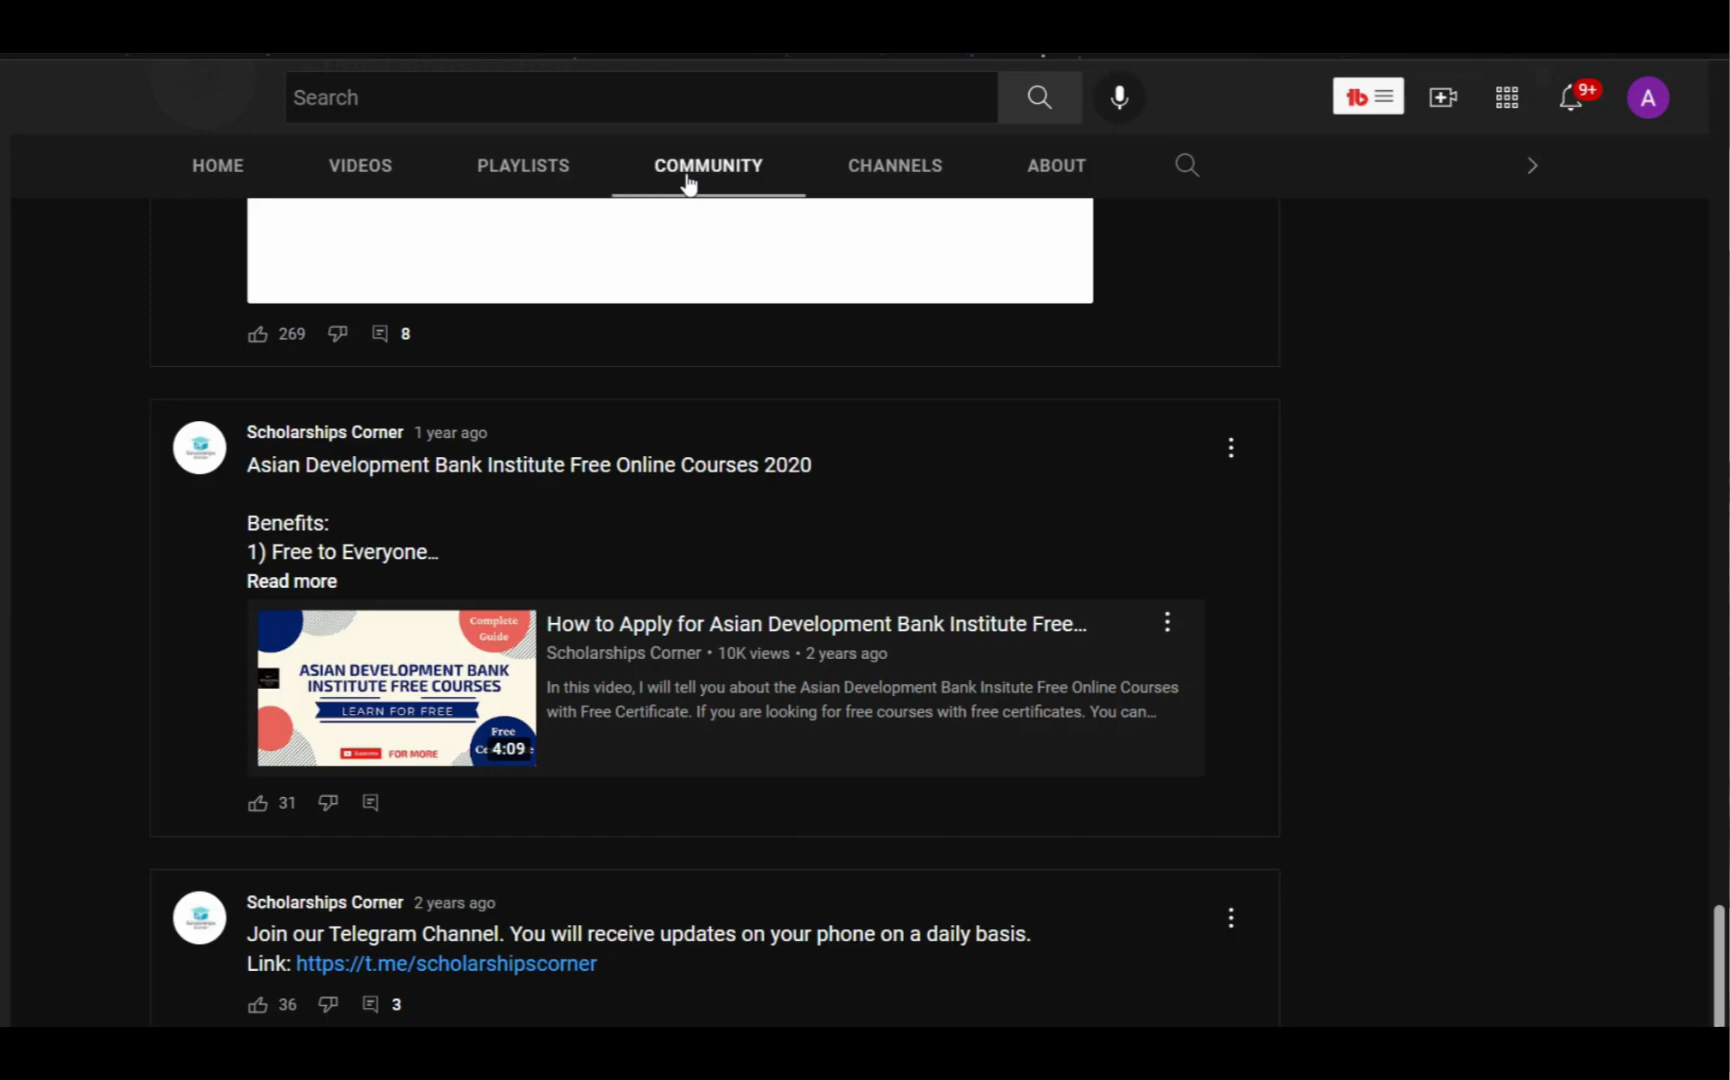 Search
9+
A
HOME VIDEOS PLAYLISTS COMMUNITY CHANNELS ABOUT
269 8
Scholarships Corner 1 year ago
Asian Development Bank Institute Free Online Courses 2020
Benefits:
1) Free to Everyone...
Read more
Complete
Guide
ASIAN DEVELOPMENT BANK
INSTITUTE FREE COURSES
LEARN FOR FREE
FOR MORE
Free
4:09
How to Apply for Asian Development Bank Institute Free...
Scholarships Corner • 10K views • 2 years ago
In this video, I will tell you about the Asian Development Bank Insitute Free Online Courses
with Free Certificate. If you are looking for free courses with free certificates. You can...
31
Scholarships Corner 2 years ago
Join our Telegram Channel. You will receive updates on your phone on a daily basis.
Link: https://t.me/scholarshipscorner
36 3